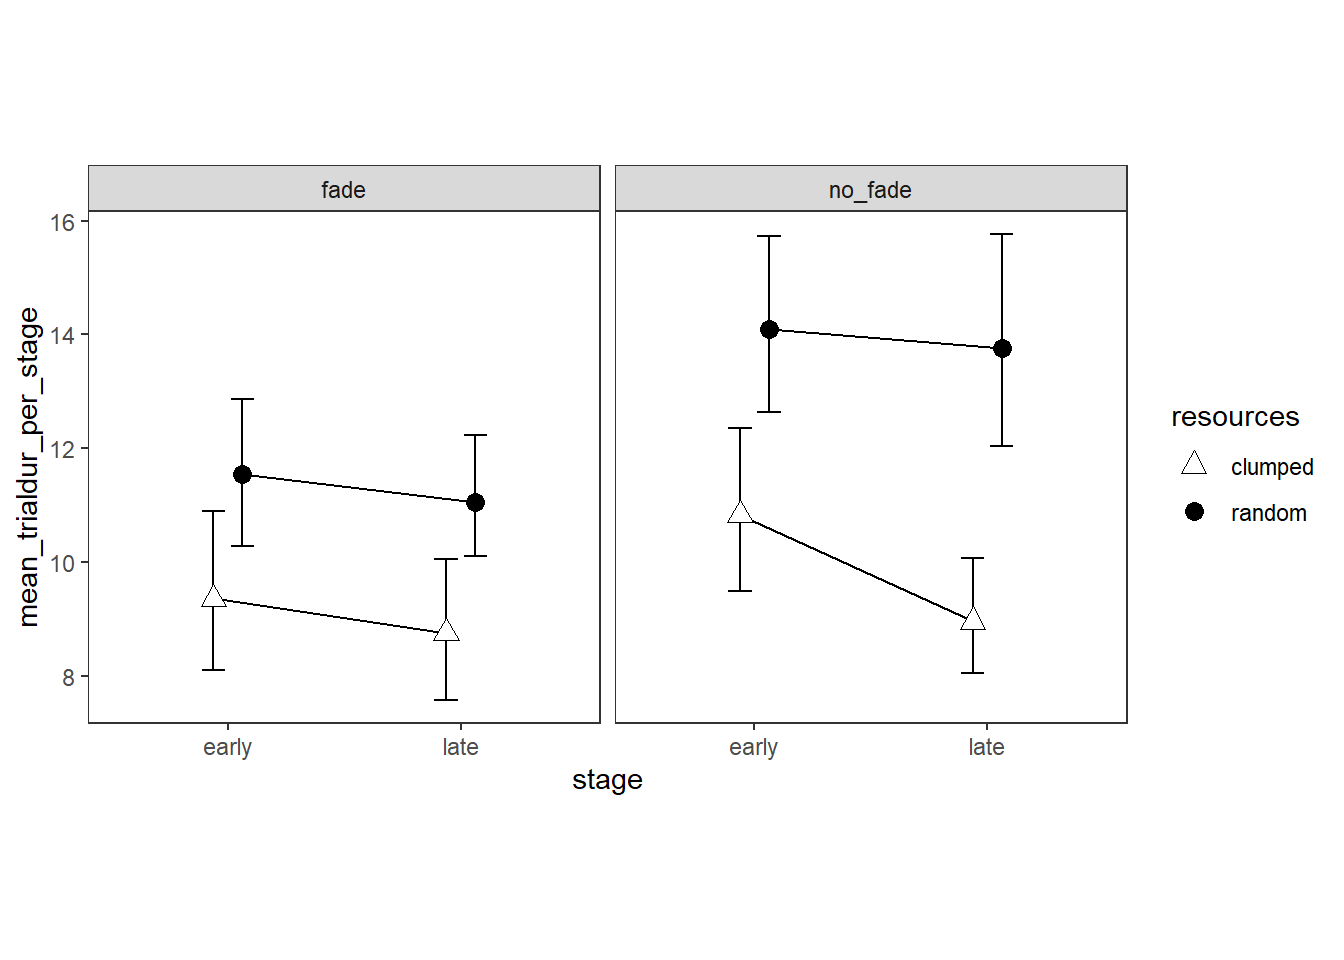 fade
no_fade
16
14
12
10
8
mean_trialdur_per_stage
early
late
early
late
stage
resources
clumped
random